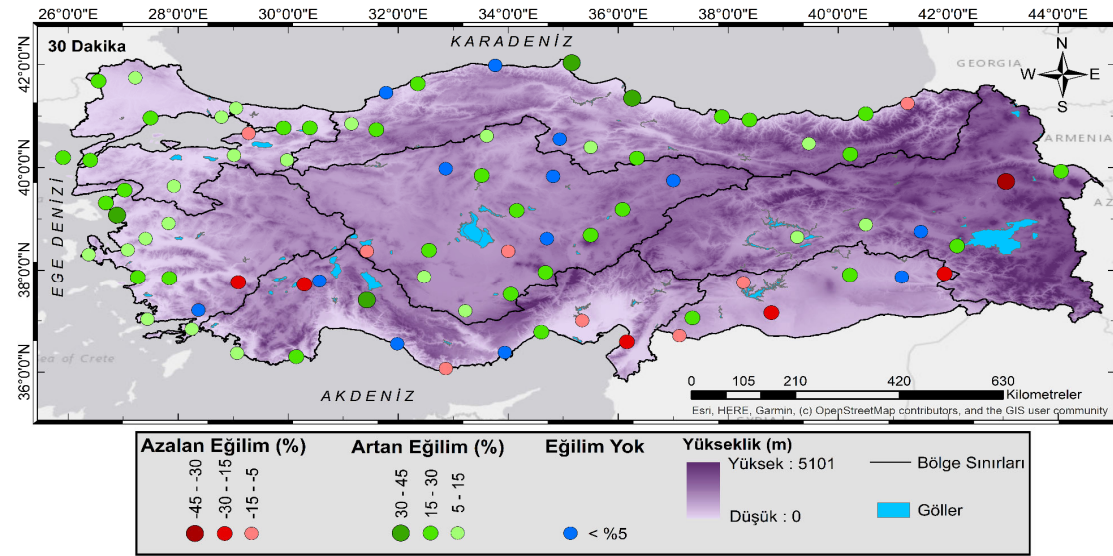 26°0'0"E 28°0'0"E 30°0'0"E 32°0'0"E 34°0'0"E 36°0'0"E 38°0'0"E 40°0'0"E 42°0'0"E 44°0'0"E
30 Dakika
KARADENİZ
N
W E
S
GEORGIA
ARMENIA
AZ
42°0'0"N
40°0'0"N
38°0'0"N
36°0'0"N
EGE DENİZİ
Sea of Crete
AKDENİZ
0 105 210 420 630
Kilometreler
Esri, HERE, Garmin, (c) OpenStreetMap contributors, and the GIS user community
Azalan Eğilim (%)
-45 - -30
-30 - -15
-15 - -5
Artan Eğilim (%)
30 - 45
15 - 30
5 - 15
Eğilim Yok
< %5
Yükseklik (m)
Yüksek : 5101
Düşük : 0
Bölge Sınırları
Göller